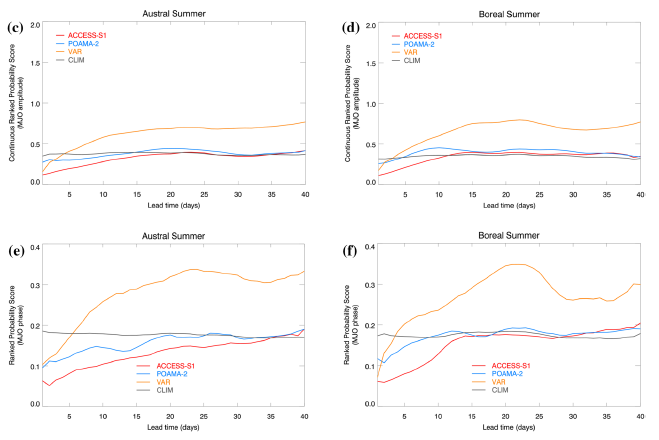 (c)
Austral Summer
Continuous Ranked Probability Score
(MJO amplitude)
2.0
1.5
1.0
0.5
0.0
ACCESS-S1
POAMA-2
VAR
CLIM
5 10 15 20 25 30 35 40
Lead time (days)
(d)
Boreal Summer
Continuous Ranked Probability Score
(MJO amplitude)
2.0
1.5
1.0
0.5
0.0
ACCESS-S1
POAMA-2
VAR
CLIM
5 10 15 20 25 30 35 40
Lead time (days)
(e)
Austral Summer
Ranked Probability Score
(MJO phase)
0.4
0.3
0.2
0.1
0.0
ACCESS-S1
POAMA-2
VAR
CLIM
5 10 15 20 25 30 35 40
Lead time (days)
(f)
Boreal Summer
Ranked Probability Score
(MJO phase)
0.4
0.3
0.2
0.1
0.0
ACCESS-S1
POAMA-2
VAR
CLIM
5 10 15 20 25 30 35 40
Lead time (days)